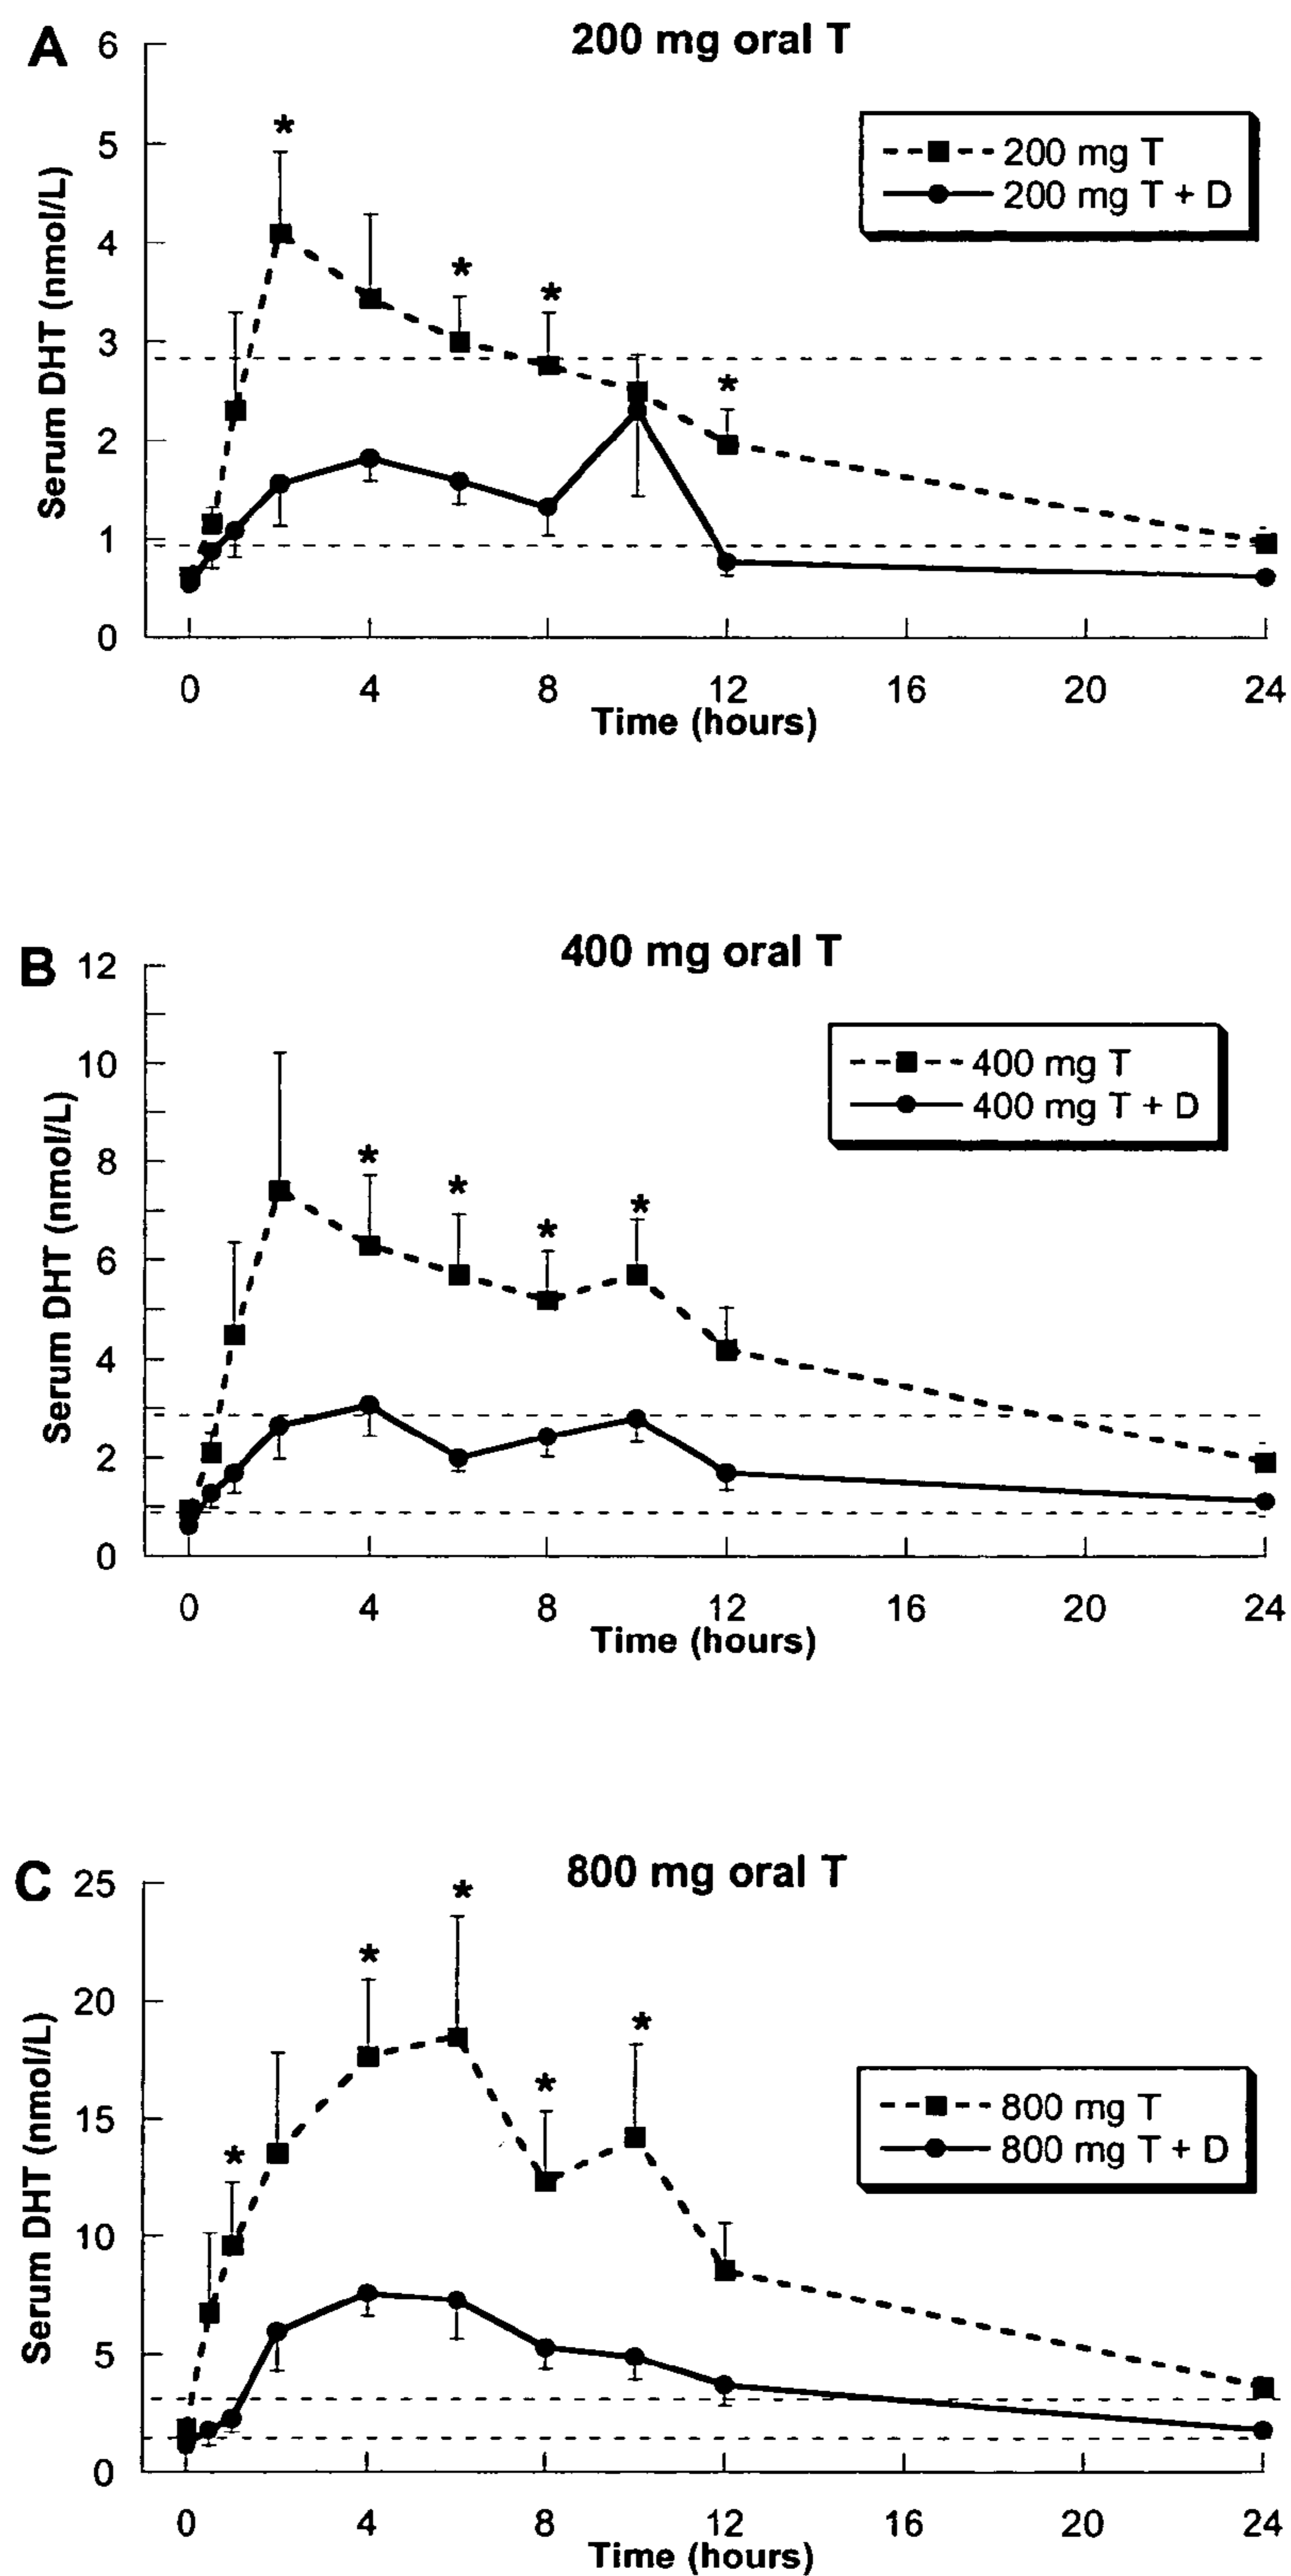 A
200 mg oral T
6
5
4
3
2
1
0
Serum DHT (nmol/L)
200 mg T
200 mg T + D
*
*
*
*
0 4 8 12 16 20 24
Time (hours)
B
400 mg oral T
12
10
8
6
4
2
0
Serum DHT (nmol/L)
400 mg T
400 mg T + D
*
*
*
*
0 4 8 12 16 20 24
Time (hours)
C
800 mg oral T
25
20
15
10
5
0
Serum DHT (nmol/L)
800 mg T
800 mg T + D
*
*
*
*
*
0 4 8 12 16 20 24
Time (hours)